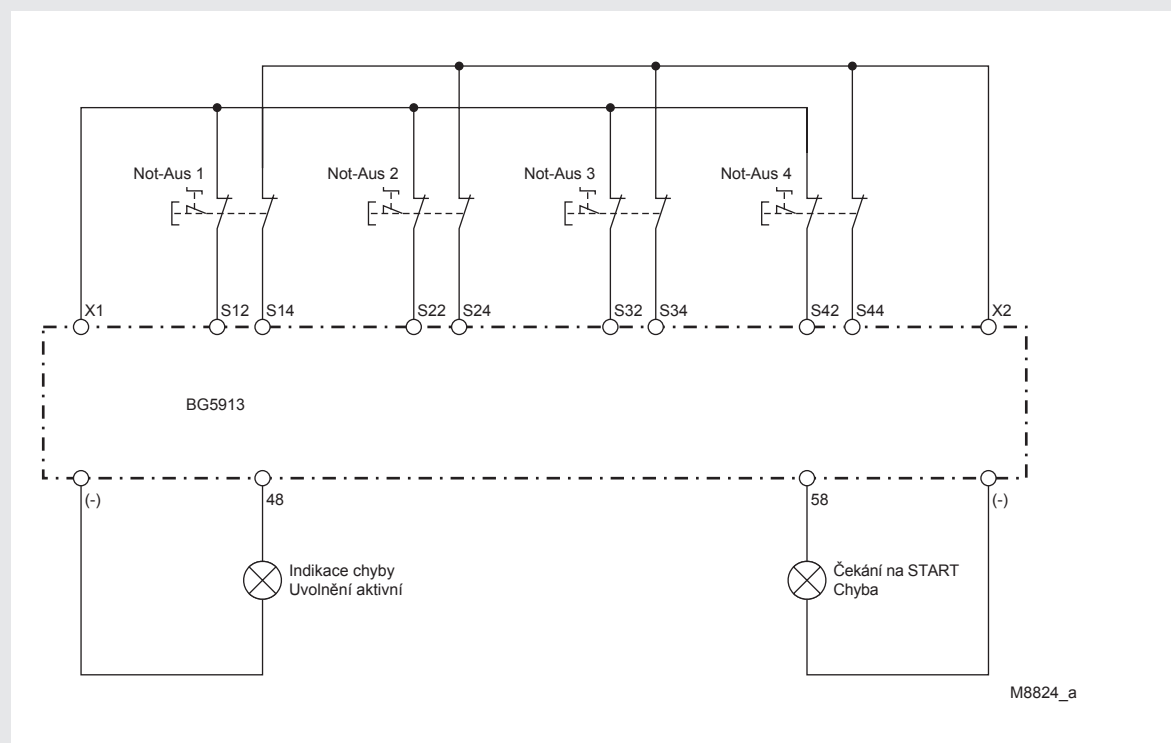 Not-Aus 1
Not-Aus 2
Not-Aus 3
Not-Aus 4
X1
S12
S14
S22
S24
S32
S34
S42
S44
X2
BG5913
(-)
48
58
(-)
Indikace chyby
Uvolnění aktivní
Čekání na START
Chyba
M8824_a